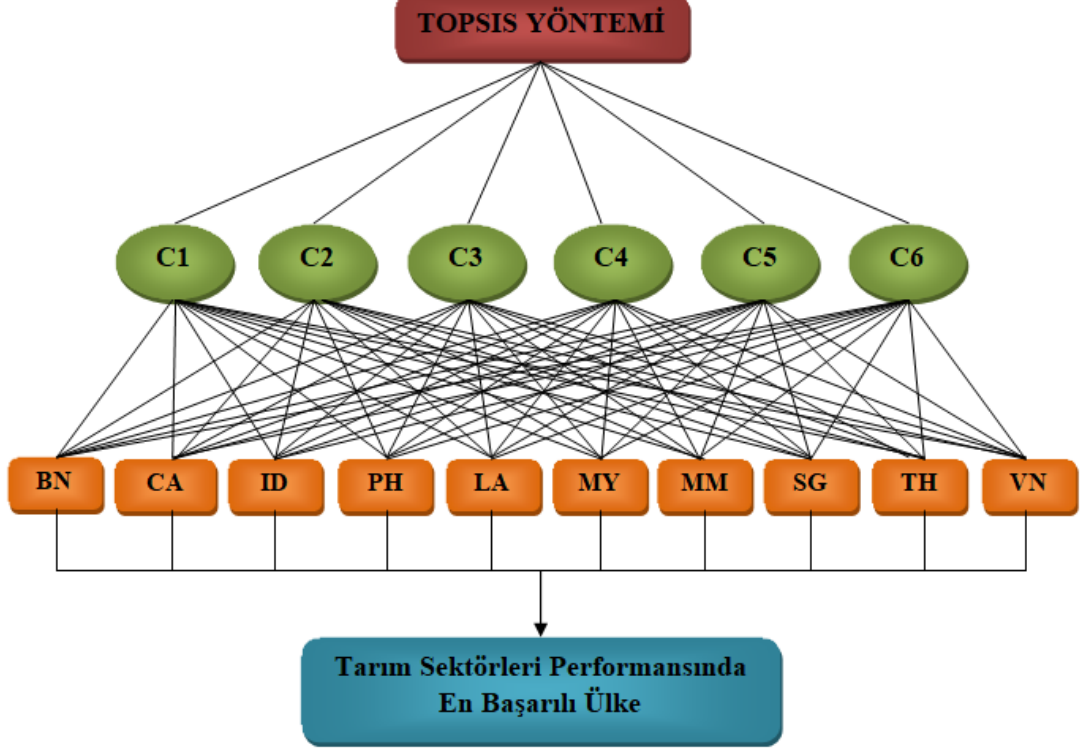 TOPSIS YÖNTEMİ
C1 C2 C3 C4 C5 C6
BN CA ID PH LA MY MM SG TH VN
Tarım Sektörleri Performansında
En Başarılı Ülke